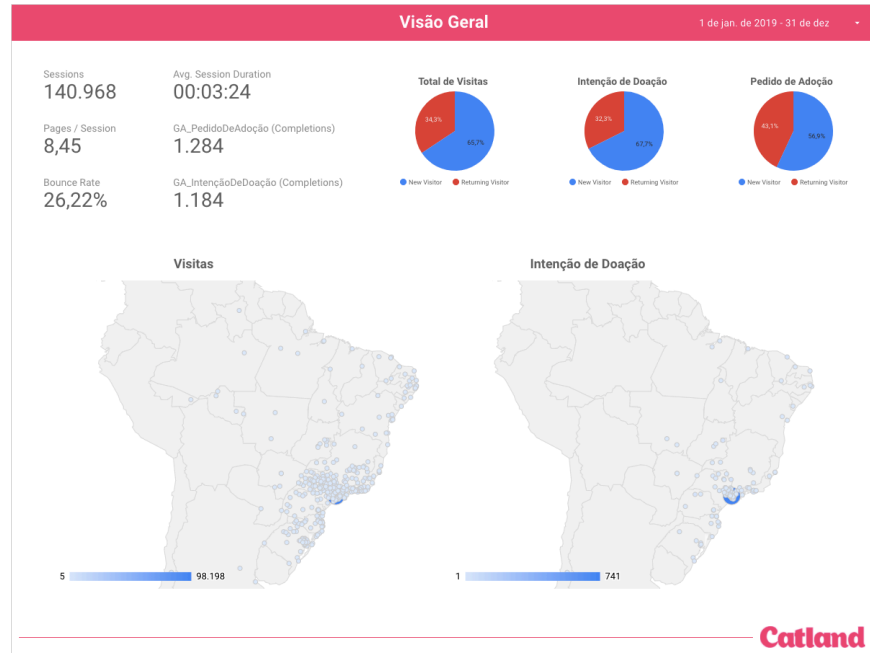 Visão Geral
1 de jan. de 2019 - 31 de dez
Sessions
140.968
Avg. Session Duration
00:03:24
Pages / Session
8,45
GA_PedidoDeAdoção (Completions)
1.284
Bounce Rate
26,22%
GA_IntençãoDeDoação (Completions)
1.184
Total de Visitas
34,3%
65,7%
New Visitor
Returning Visitor
Intenção de Doação
32,3%
67,7%
New Visitor
Returning Visitor
Pedido de Adoção
43,1%
56,9%
New Visitor
Returning Visitor
Visitas
5
98.198
Intenção de Doação
1
741
Catland